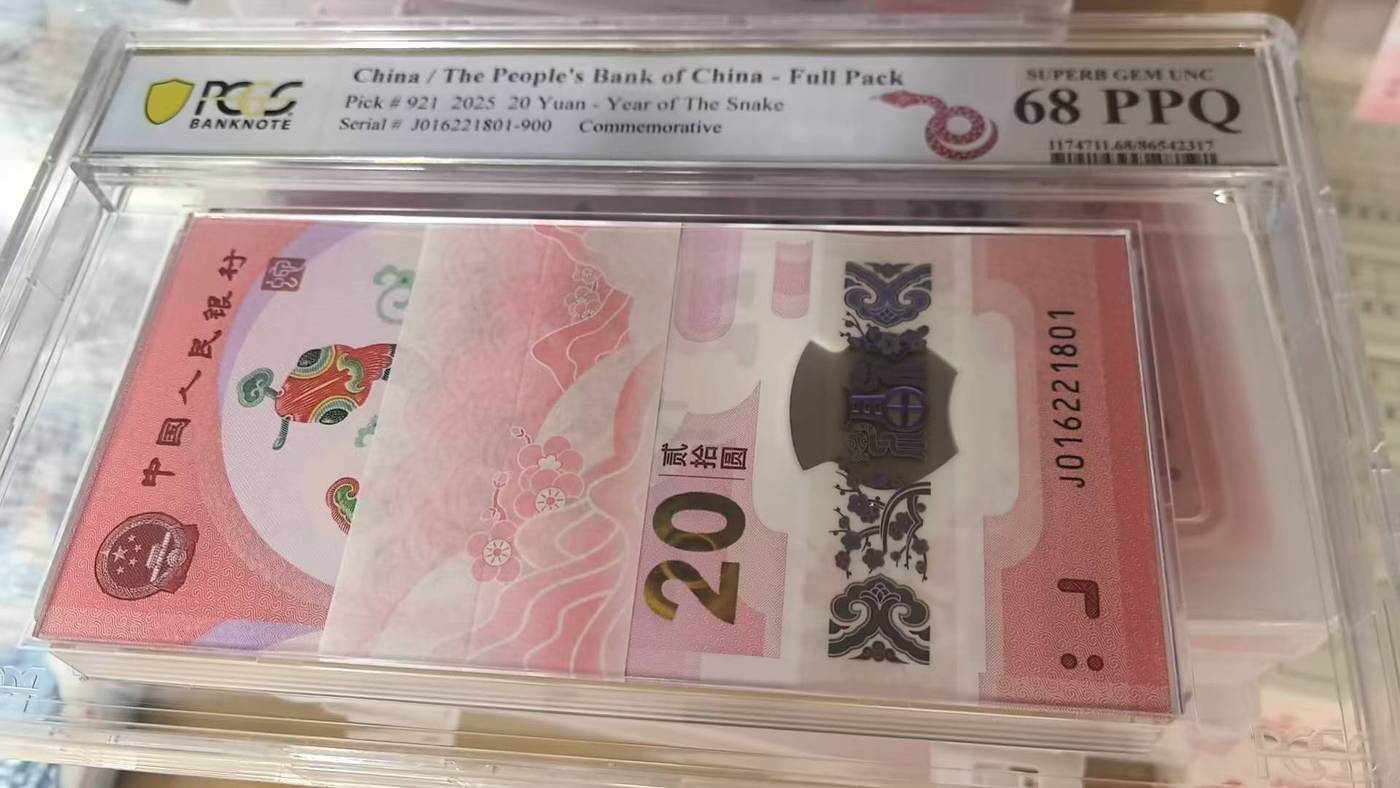 PCGS
BANKNOTE
China / The People's Bank of China - Full Pack
Pick # 921 2025 20 Yuan - Year of The Snake
Serial # J016221801-900 Commemorative
SUPERB GEM UNC
68 PPQ
1174711.68/86542317
中国人民银行
贰拾圆
20
J016221801